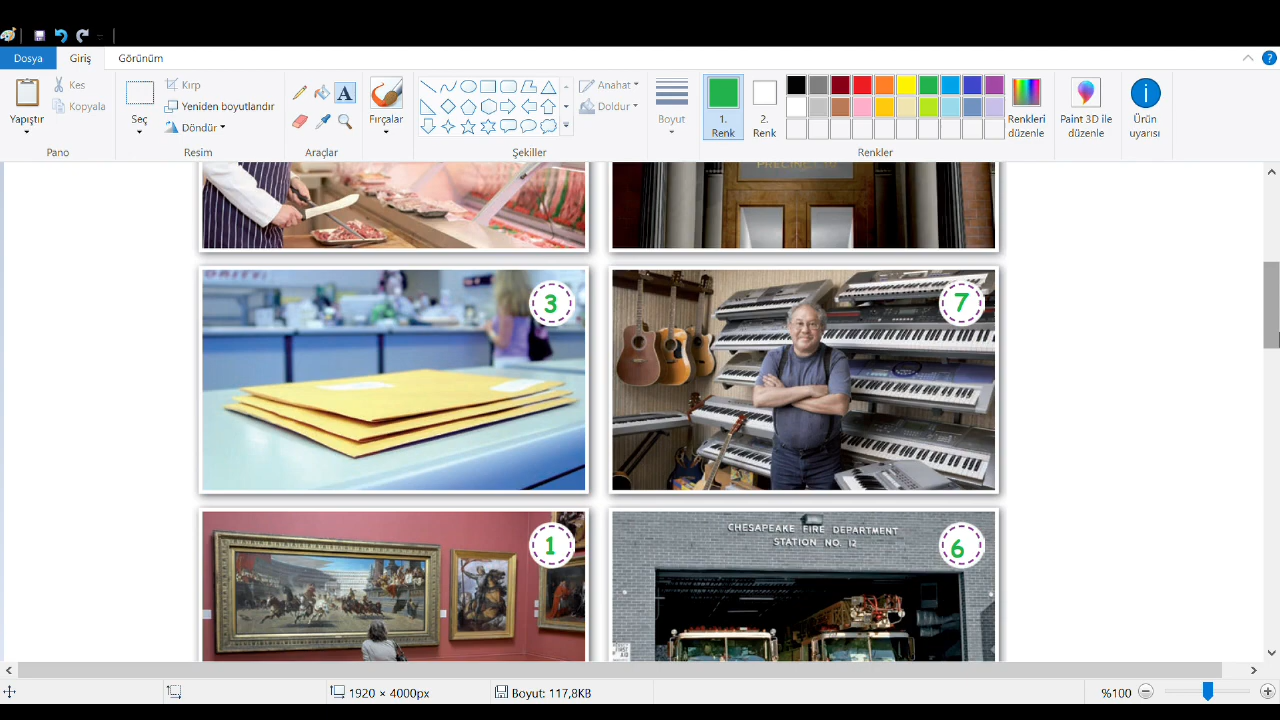 Dosya Giriş Görünüm
Yapıştır
Kes
Kopyala
Pano
Seç
Kırp
Yeniden boyutlandır
Döndür
Resim
Araçlar
Fırçalar
Şekiller
Anahat
Doldur
Boyut
1. Renk
2. Renk
Renkleri düzenle
Renkler
Paint 3D ile düzenle
Ürün uyarısı
PRECINCT
3
7
1
CHESAPEAKE FIRE DEPARTMENT
STATION NO 12
6
1920 × 4000px
Boyut: 117,8KB
%100